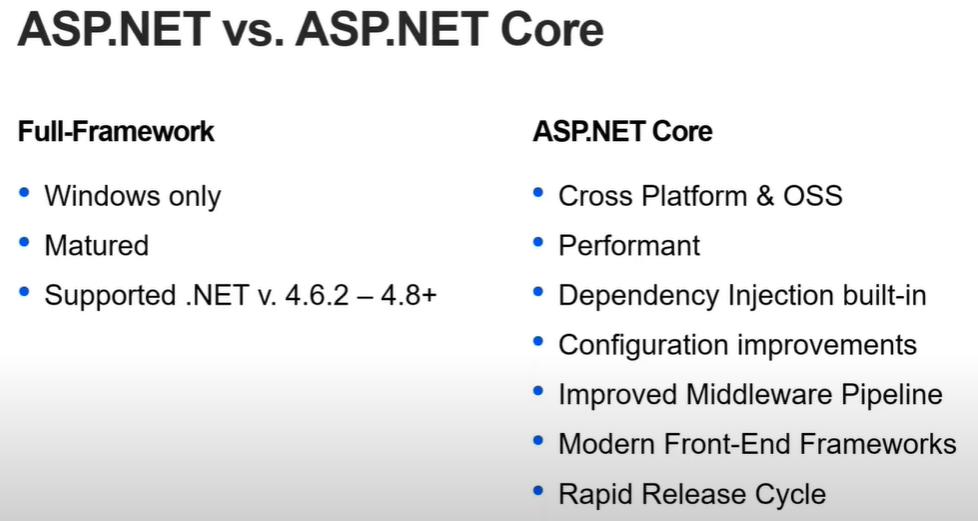 ASP.NET vs. ASP.NET Core
Full-Framework
• Windows only
• Matured
• Supported .NET v. 4.6.2 – 4.8+
ASP.NET Core
• Cross Platform & OSS
• Performant
• Dependency Injection built-in
• Configuration improvements
• Improved Middleware Pipeline
• Modern Front-End Frameworks
• Rapid Release Cycle